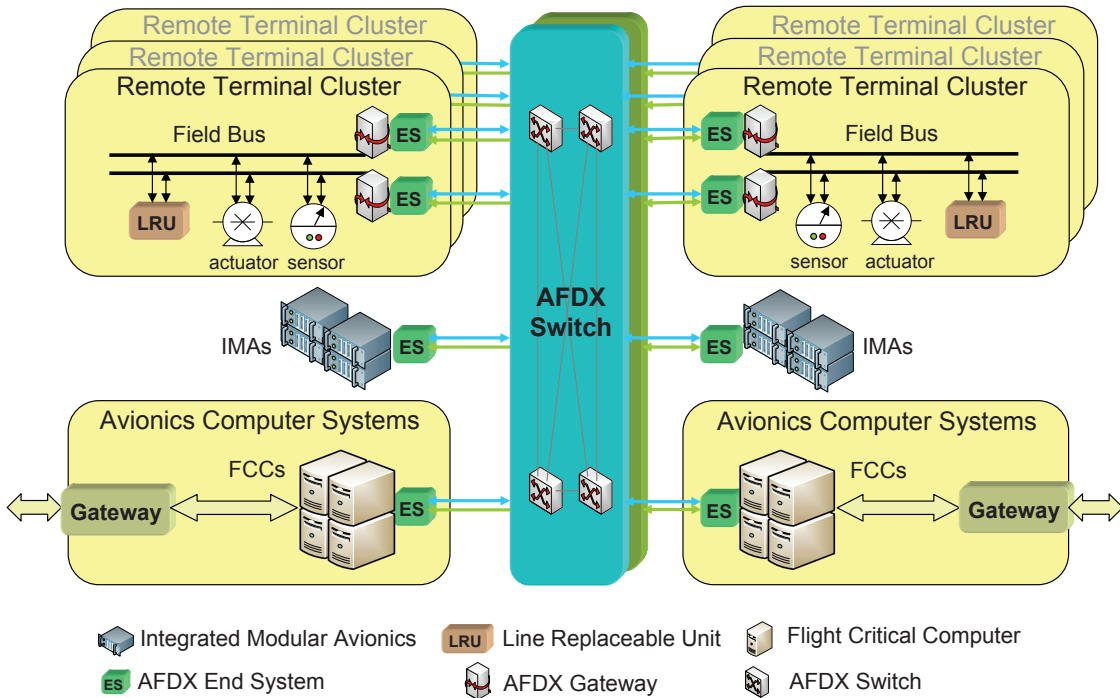 Remote Terminal Cluster
Remote Terminal Cluster
Remote Terminal Cluster
Field Bus
ES
ES
LRU
actuator
sensor
IMAs
ES
Avionics Computer Systems
FCCs
Gateway
ES
AFDX
Switch
Remote Terminal Cluster
Remote Terminal Cluster
Remote Terminal Cluster
ES
Field Bus
ES
LRU
sensor
actuator
ES
IMAs
Avionics Computer Systems
FCCs
ES
Gateway
Integrated Modular Avionics
LRU
Line Replaceable Unit
Flight Critical Computer
ES
AFDX End System
AFDX Gateway
AFDX Switch